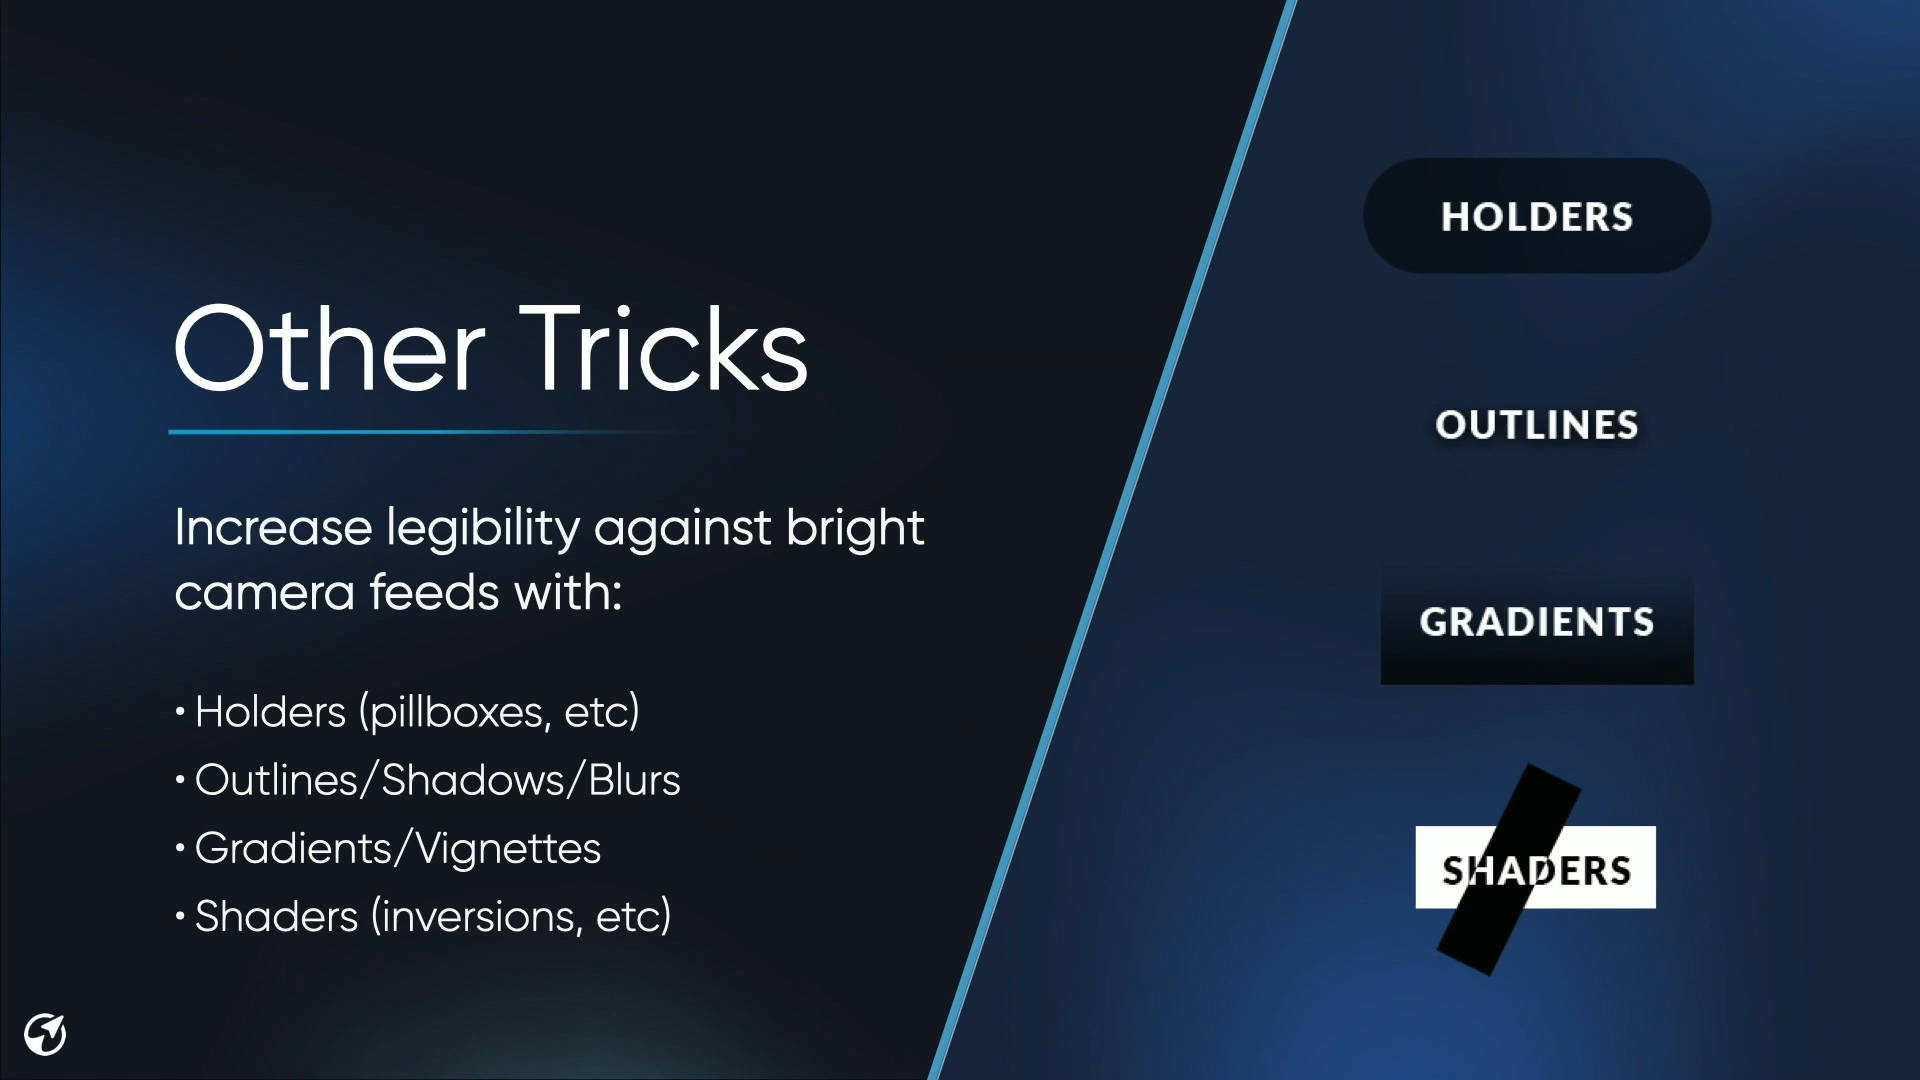 Other Tricks
Increase legibility against bright
camera feeds with:
• Holders (pillboxes, etc)
• Outlines/Shadows/Blurs
• Gradients/Vignettes
• Shaders (inversions, etc)
HOLDERS
OUTLINES
GRADIENTS
SHADERS